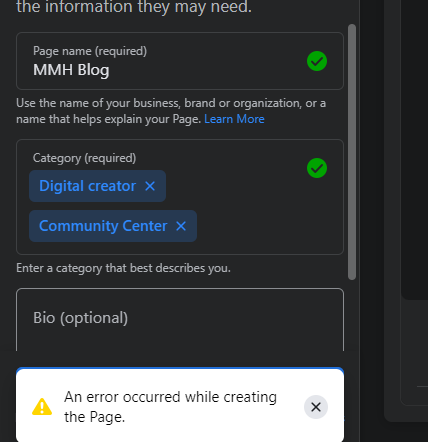 the information they may need.
Page name (required)
MMH Blog
Use the name of your business, brand or organization, or a
name that helps explain your Page. Learn More
Category (required)
Digital creator ×
Community Center ×
Enter a category that best describes you.
Bio (optional)
An error occurred while creating
the Page.